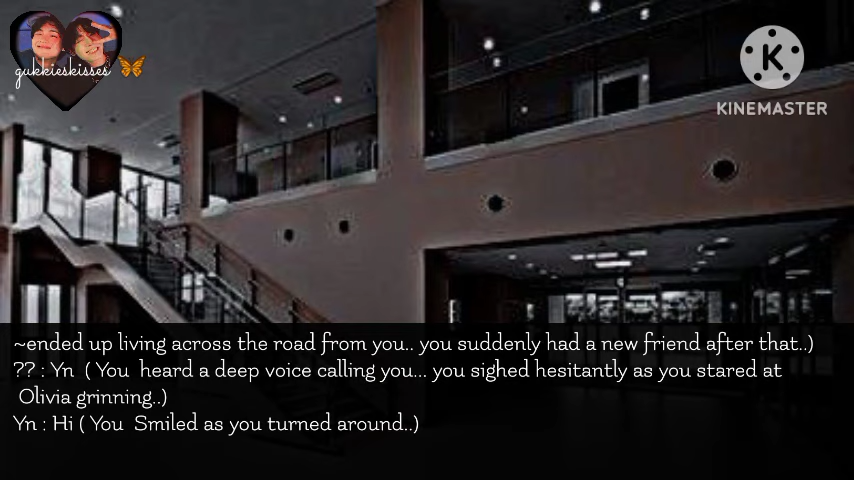 gukkieskisses
KINEMASTER
~ended up living across the road from you.. you suddenly had a new friend after that..)
?? : Yn ( You heard a deep voice calling you... you sighed hesitantly as you stared at
Olivia grinning..)
Yn : Hi ( You Smiled as you turned around..)